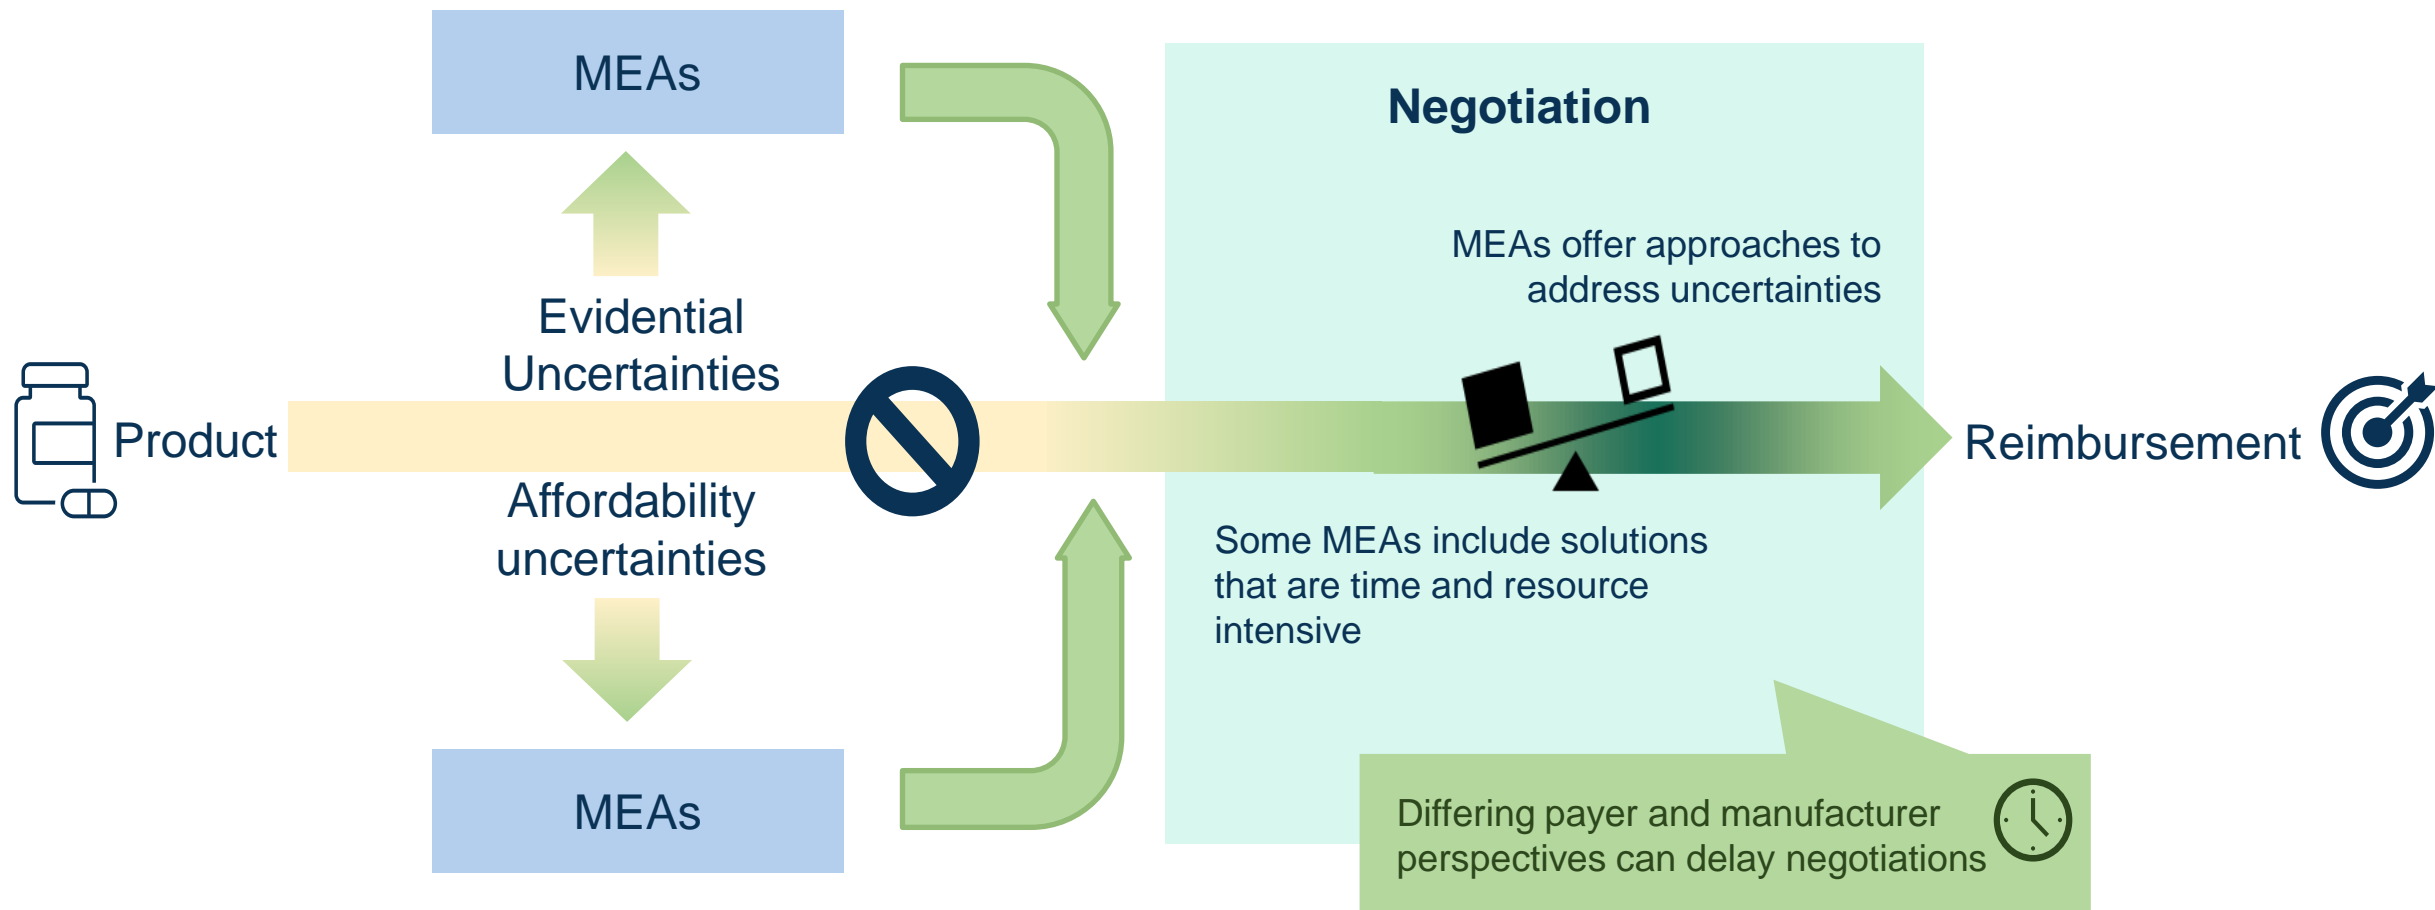 MEAs
Negotiation
MEAs offer approaches to
address uncertainties
Evidential
Uncertainties
Product
Reimbursement
Affordability
uncertainties
Some MEAs include solutions
that are time and resource
intensive
MEAs
Differing payer and manufacturer
perspectives can delay negotiations